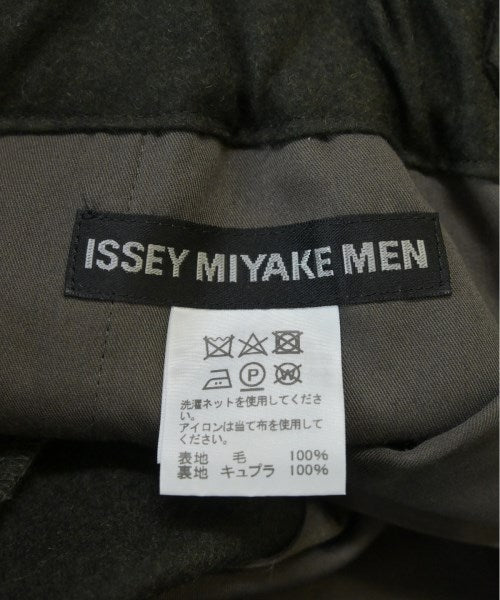 ISSEY MIYAKE MEN
P W
洗濯ネットを使用してくださ
い。
アイロンは当て布を使用して
ください。
表地 毛 100%
裏地 キュプラ 100%